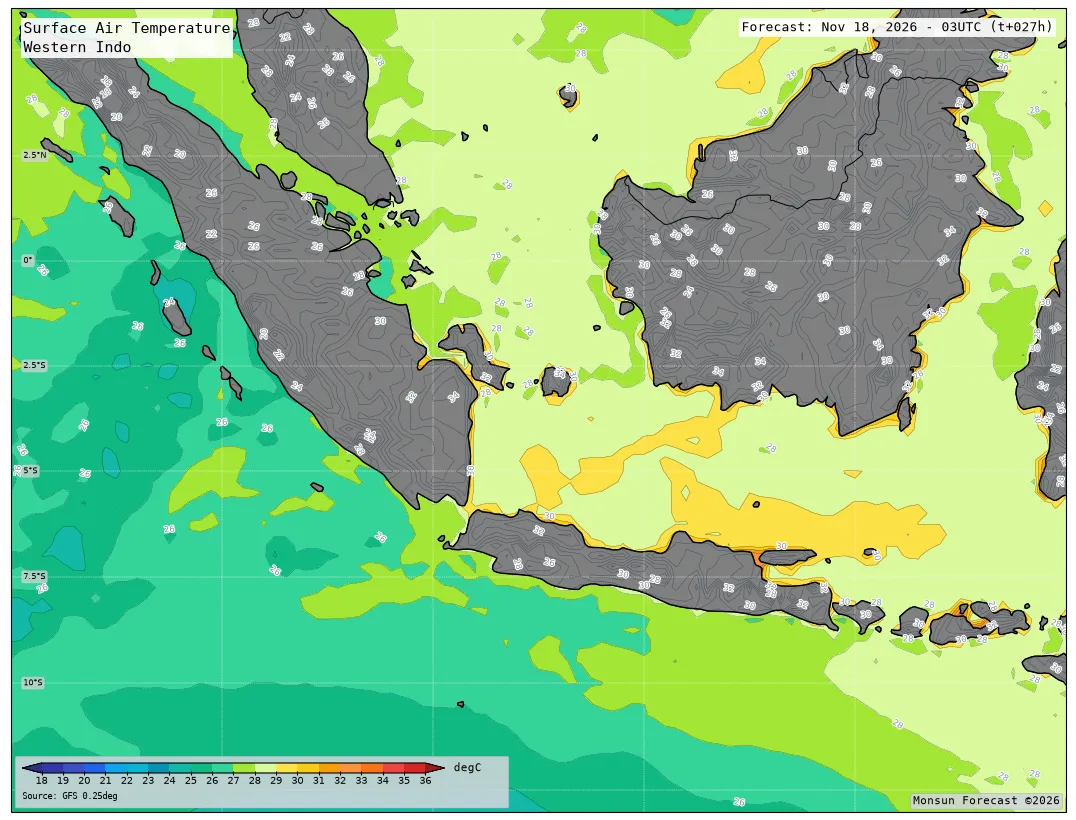 Surface Air Temperature
Western Indo
Forecast: Nov 18, 2026 - 03UTC (t+027h)
2.5°N
0°
2.5°S
5°S
7.5°S
10°S
18 19 20 21 22 23 24 25 26 27 28 29 30 31 32 33 34 35 36 degC
Source: GFS 0.25deg
Monsun Forecast ©2026